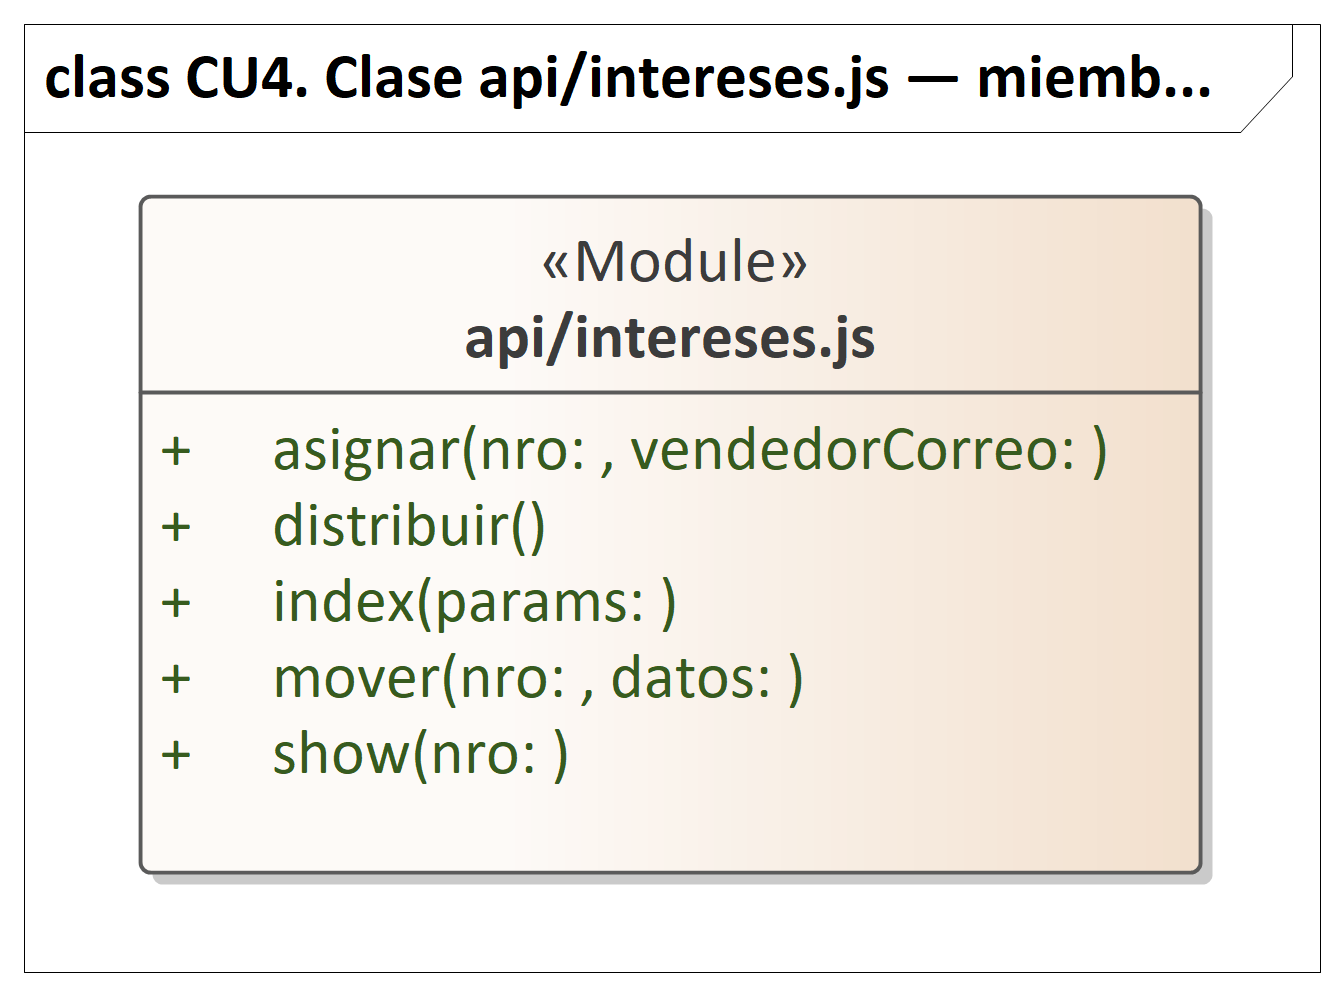 class CU4. Clase api/intereses.js — miemb...
«Module»
api/intereses.js
+ asignar(nro: , vendedorCorreo: )
+ distribuir()
+ index(params: )
+ mover(nro: , datos: )
+ show(nro: )